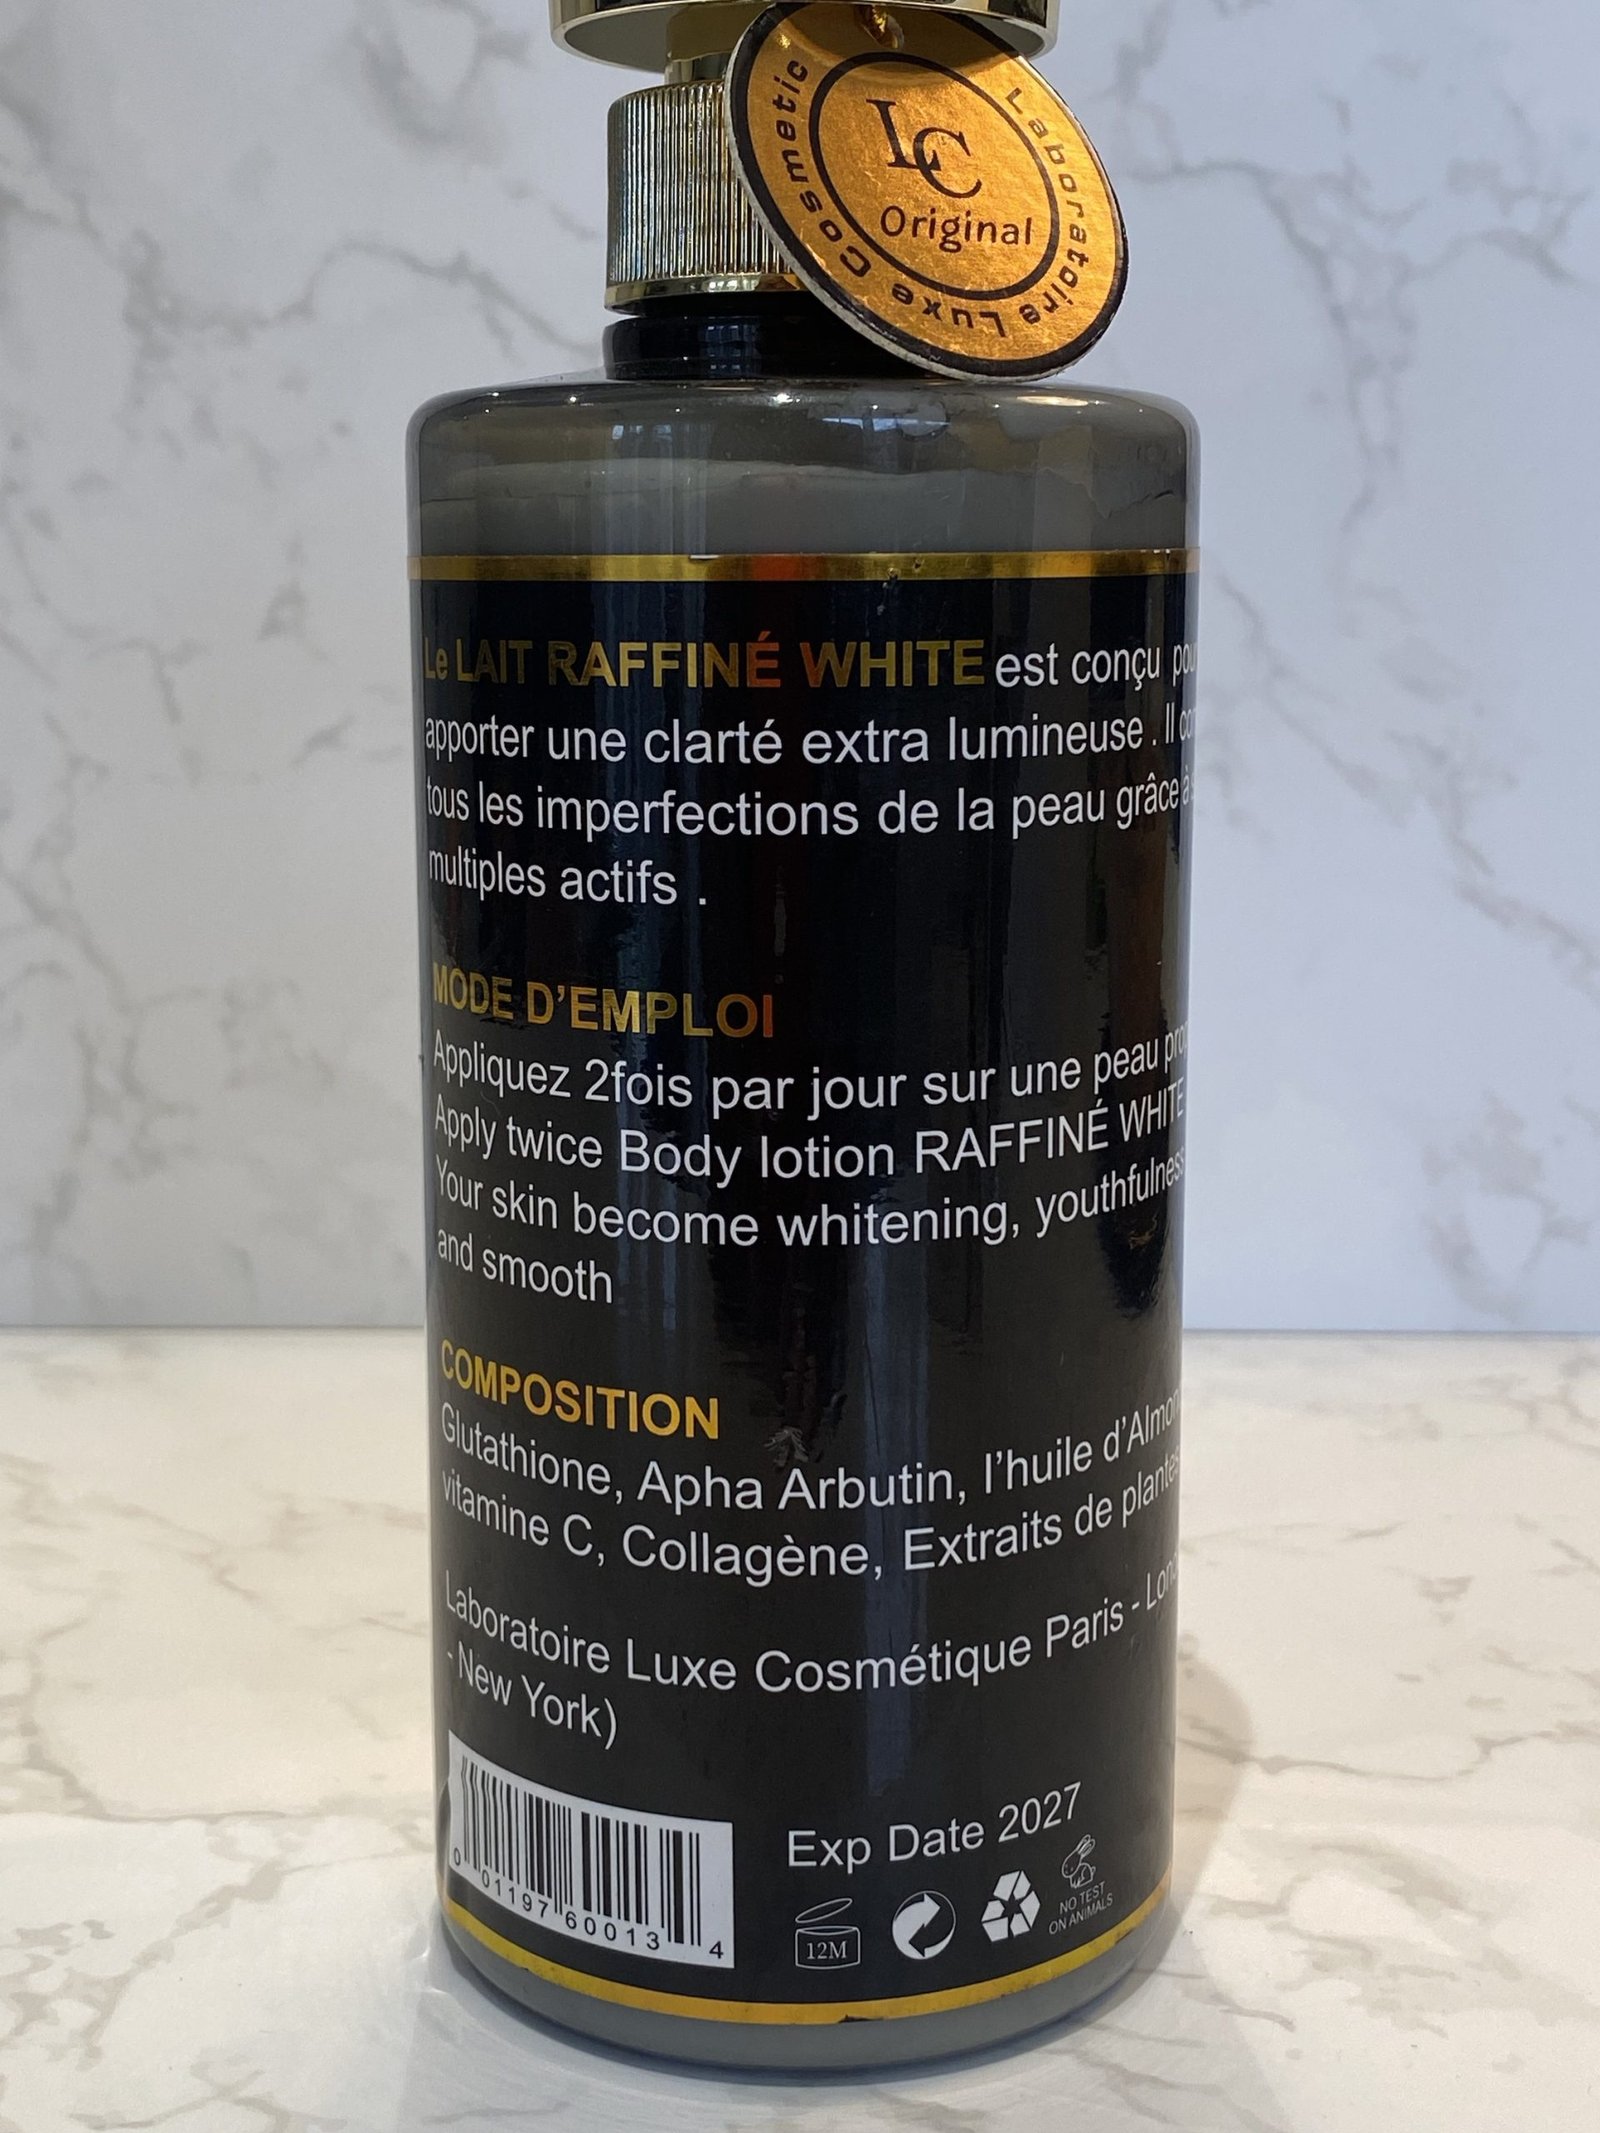 LC
Original
Laboratoire Luxe Cosmetic
Le LAIT RAFFINÉ WHITE est conçu
apporter une clarté extra lumineuse . Il
tous les imperfections de la peau grâce à
multiples actifs .
MODE D'EMPLOI
Appliquez 2fois par jour sur une peau
Apply twice Body lotion RAFFINÉ WHITE
Your skin become whitening, youthfulness
and smooth
COMPOSITION
Glutathione, Apha Arbutin, l'huile
vitamine C, Collagène, Extraits de plantes
Laboratoire Luxe Cosmétique Paris -
- New York)
Exp Date 2027
0 01197 60013 4
12M
NO TEST
ON ANIMALS